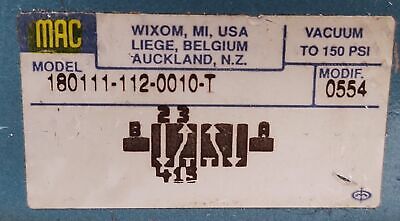 MAC
WIXOM, MI, USA
LIEGE, BELGIUM
AUCKLAND, N.Z.
VACUUM
TO 150 PSI
MODEL
180111-112-0010-T
MODIF.
0554
2 3
B A
4 1 5